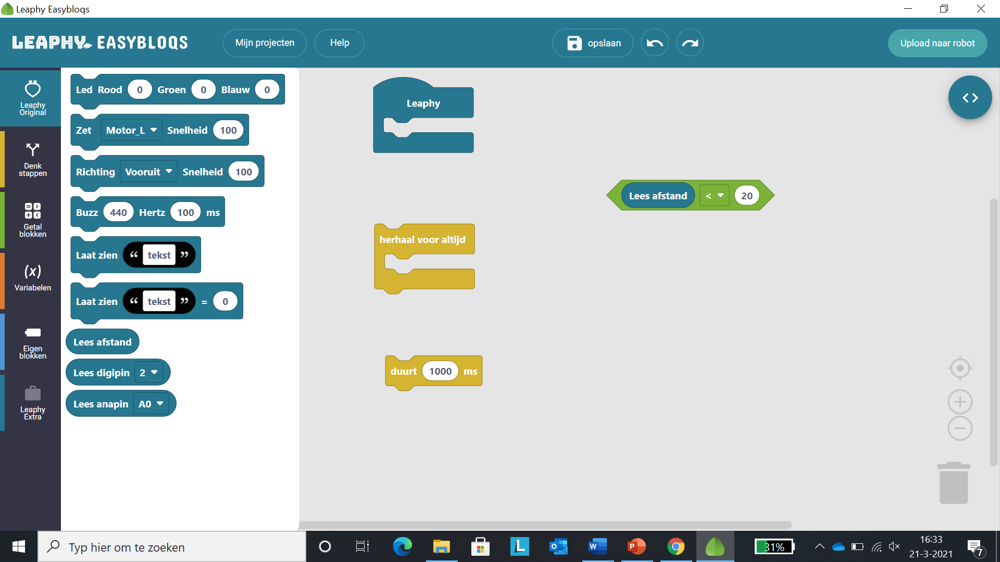 Leaphy Easybloqs
LEAPHY EASYBLOQS
Mijn projecten
Help
opslaan
Upload naar robot
Leaphy
Original
Denk
stappen
Getal
blokken
(x)
Variabelen
Eigen
blokken
Leaphy
Extra
Led Rood 0 Groen 0 Blauw 0
Zet Motor_L Snelheid 100
Richting Vooruit Snelheid 100
Buzz 440 Hertz 100 ms
Laat zien “ tekst ”
Laat zien “ tekst ” = 0
Lees afstand
Lees digipin 2
Lees anapin A0
Leaphy
Lees afstand < 20
herhaal voor altijd
duurt 1000 ms
Typ hier om te zoeken
31%
16:33
21-3-2021
7